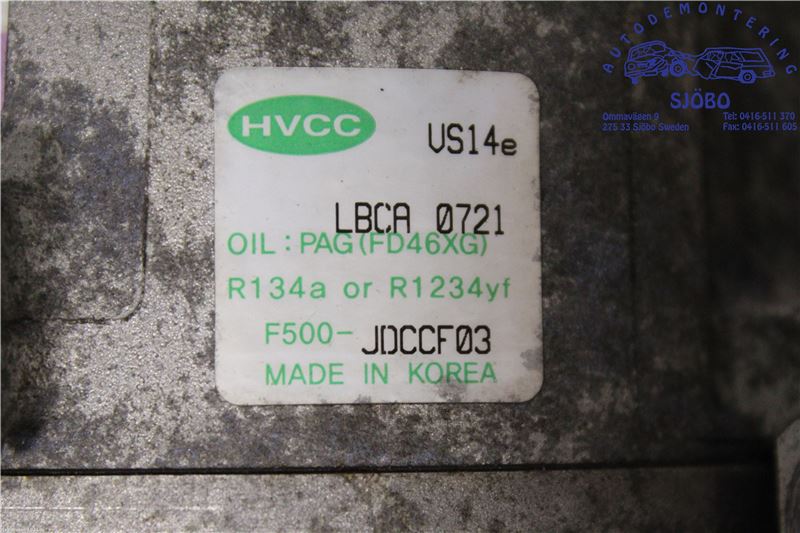 AUTODEMONTERING
SJÖBO
Ommavägen 9
275 33 Sjöbo Sweden
Tel: 0416-511 370
Fax: 0416-511 605
HVCC
VS14e
LBCA 0721
OIL : PAG (FD46XG)
R134a or R1234yf
F500-JDCCF03
MADE IN KOREA